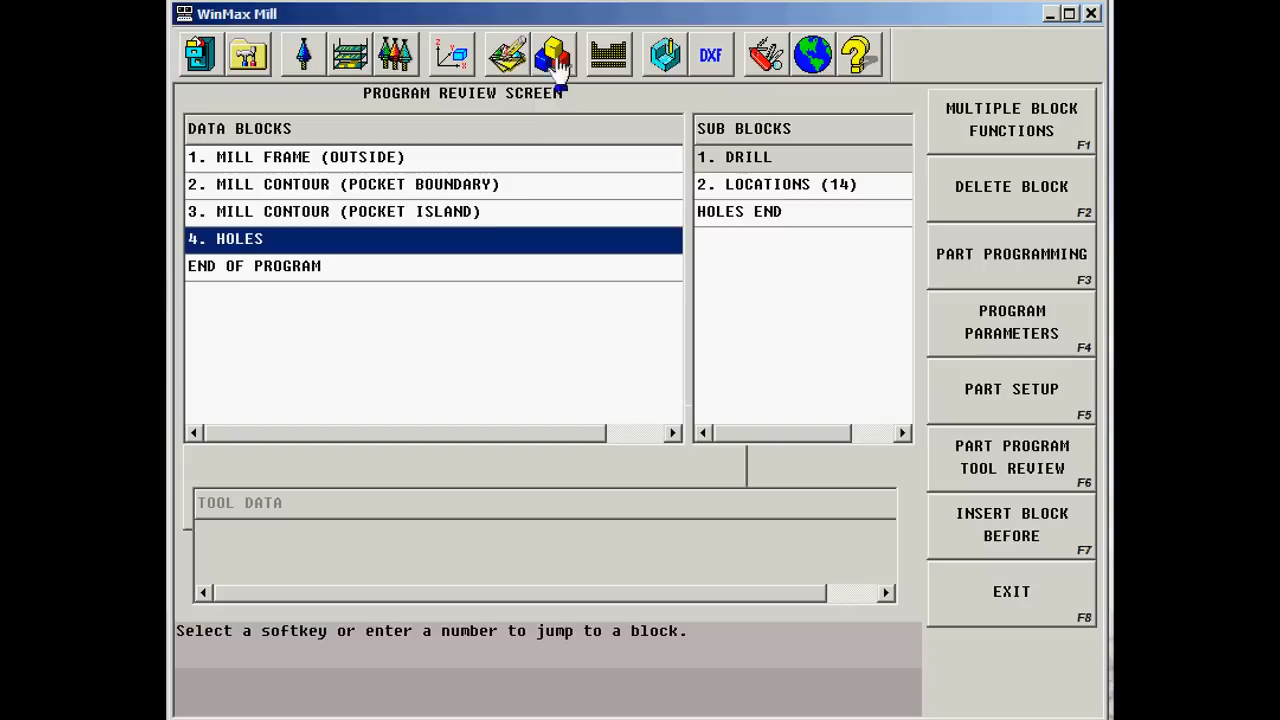 WinMax Mill
DXF
PROGRAM REVIEW SCREEN
DATA BLOCKS
1. MILL FRAME (OUTSIDE)
2. MILL CONTOUR (POCKET BOUNDARY)
3. MILL CONTOUR (POCKET ISLAND)
4. HOLES
END OF PROGRAM
SUB BLOCKS
1. DRILL
2. LOCATIONS (14)
HOLES END
TOOL DATA
Select a softkey or enter a number to jump to a block.
MULTIPLE BLOCK
FUNCTIONS
F1
DELETE BLOCK
F2
PART PROGRAMMING
F3
PROGRAM
PARAMETERS
F4
PART SETUP
F5
PART PROGRAM
TOOL REVIEW
F6
INSERT BLOCK
BEFORE
F7
EXIT
F8